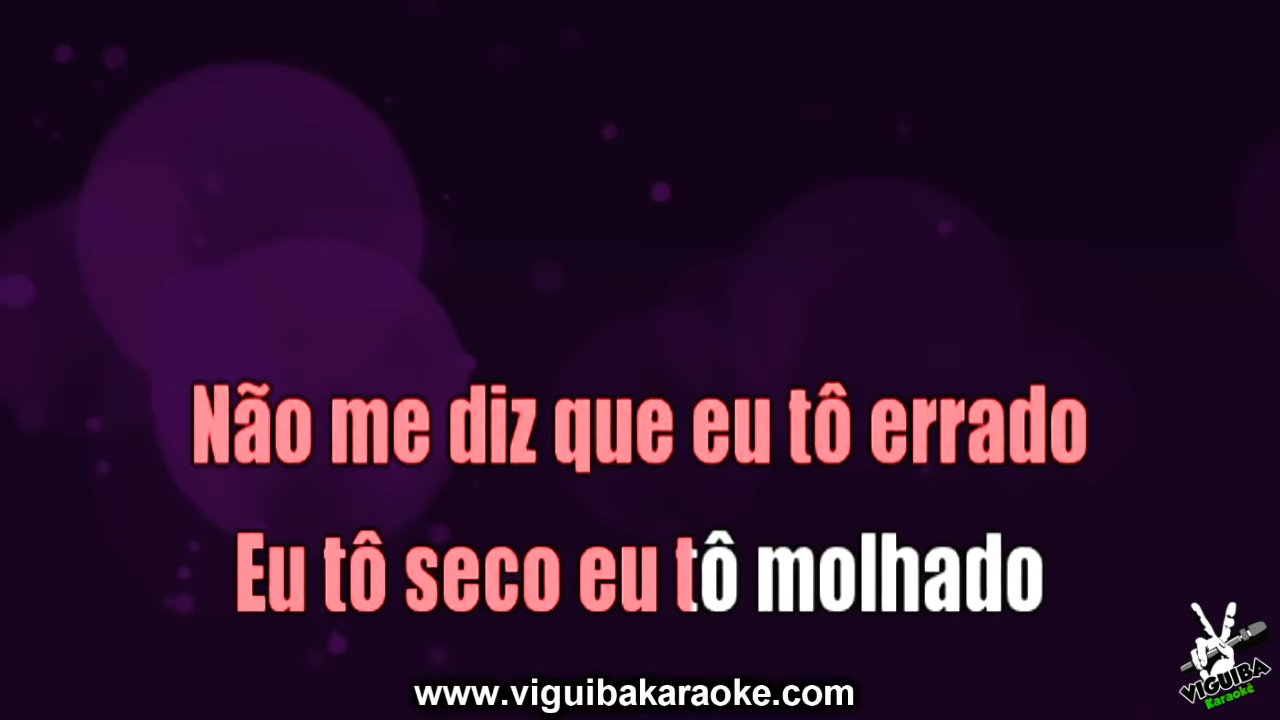 Não me diz que eu tô errado
Eu tô seco eu tô molhado
www.viguibakaraoke.com
VIGUIBA
Karaokê